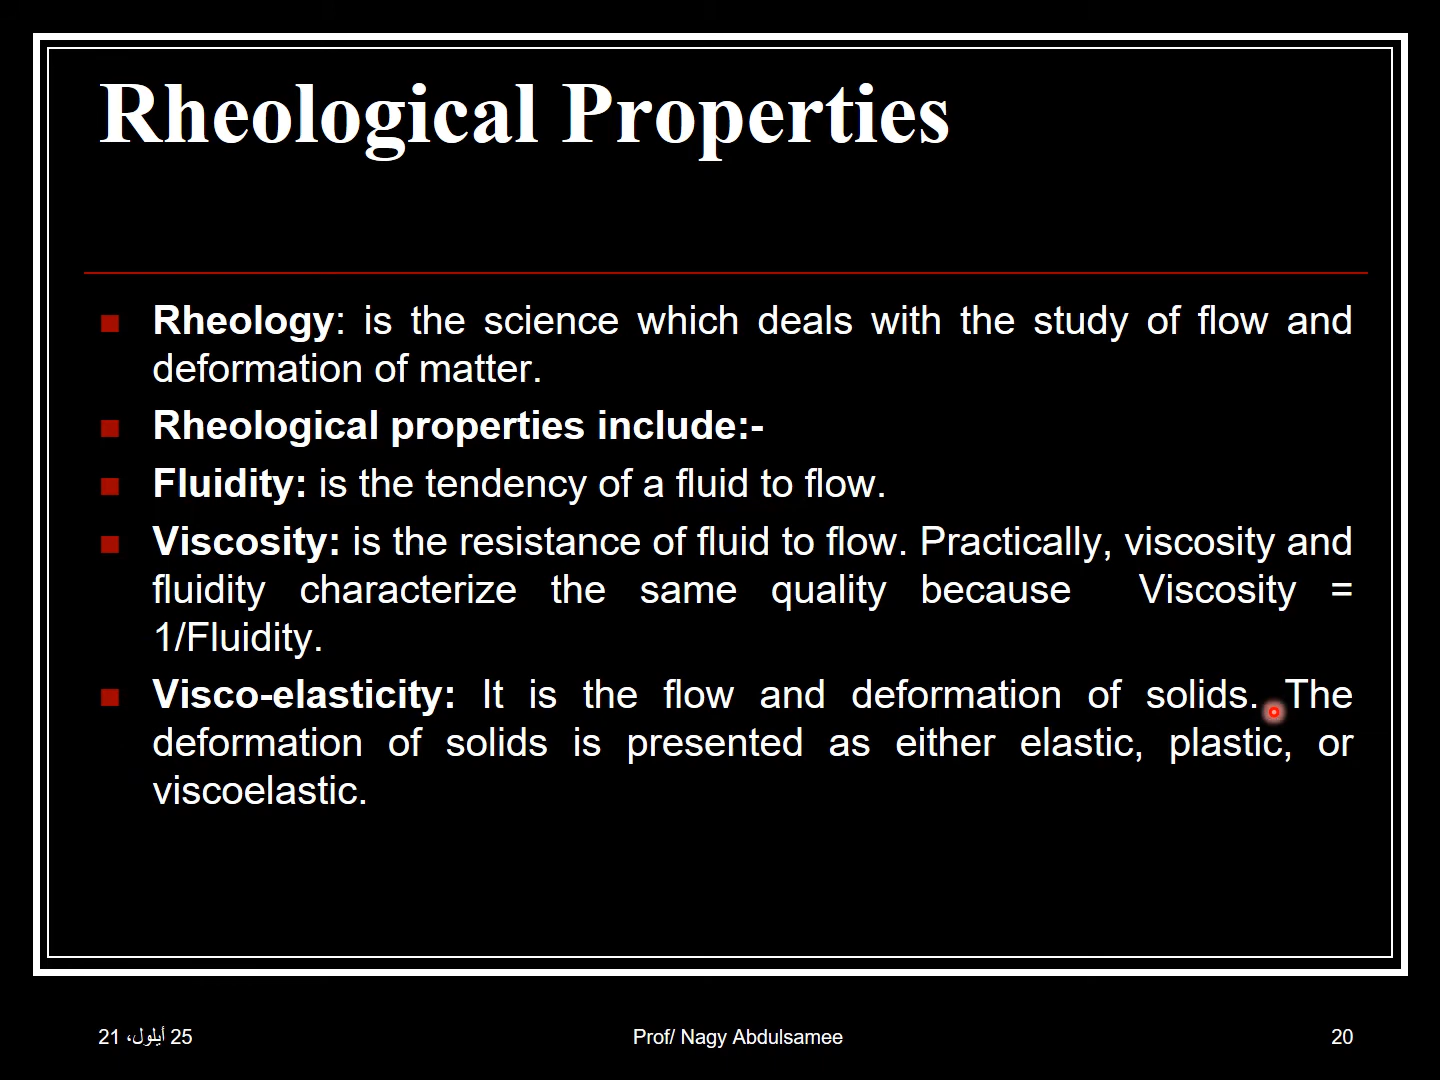 Rheological Properties
Rheology: is the science which deals with the study of flow and
deformation of matter.
Rheological properties include:-
Fluidity: is the tendency of a fluid to flow.
Viscosity: is the resistance of fluid to flow. Practically, viscosity and
fluidity characterize the same quality because Viscosity =
1/Fluidity.
Visco-elasticity: It is the flow and deformation of solids. The
deformation of solids is presented as either elastic, plastic, or
viscoelastic.
25 أيلول، 21
Prof/ Nagy Abdulsamee
20